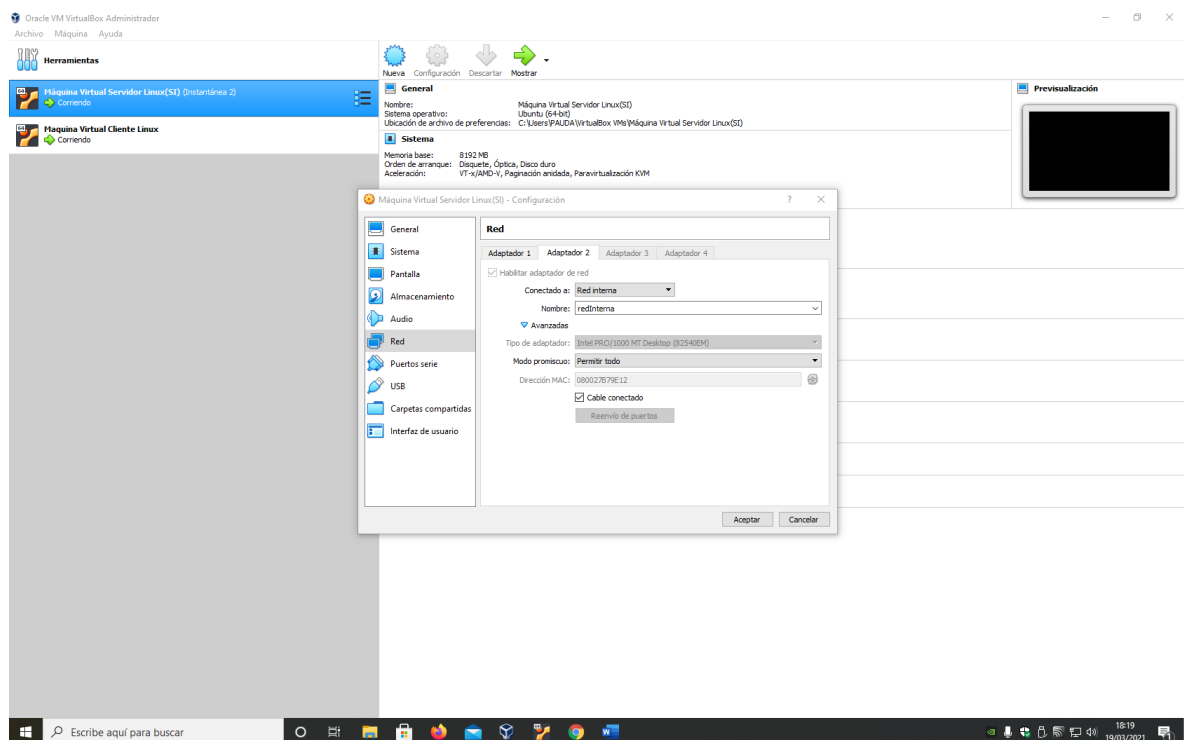 Oracle VM VirtualBox Administrador
Archivo Máquina Ayuda
Herramientas
Nueva Configuración Descartar Mostrar
Máquina Virtual Servidor Linux(SI) (Instantánea 2)
Corriendo
Maquina Virtual Cliente Linux
Corriendo
General
Nombre: Máquina Virtual Servidor Linux(SI)
Sistema operativo: Ubuntu (64-bit)
Ubicación de archivo de preferencias: C:\Users\PAUDA\VirtualBox VMs\Máquina Virtual Servidor Linux(SI)
Sistema
Memoria base: 8192 MB
Orden de arranque: Disquete, Óptica, Disco duro
Aceleración: VT-x/AMD-V, Paginación anidada, Paravirtualización KVM
Previsualización
Máquina Virtual Servidor Linux(SI) - Configuración
General
Sistema
Pantalla
Almacenamiento
Audio
Red
Puertos serie
USB
Carpetas compartidas
Interfaz de usuario
Red
Adaptador 1 Adaptador 2 Adaptador 3 Adaptador 4
Habilitar adaptador de red
Conectado a: Red interna
Nombre: redInterna
Avanzadas
Tipo de adaptador: Intel PRO/1000 MT Desktop (82540EM)
Modo promiscuo: Permitir todo
Dirección MAC: 080027B79E12
Cable conectado
Reenvío de puertos
Aceptar Cancelar
Escribe aquí para buscar
18:19
19/03/2021